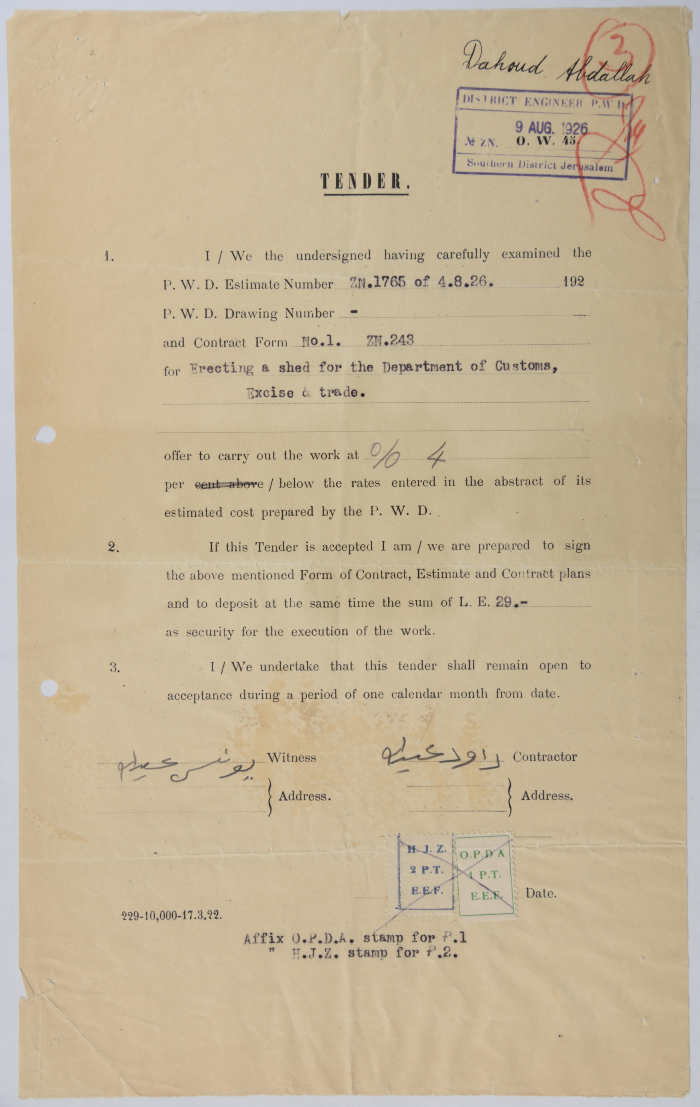 Dahoud Abdallah
3
DISTRICT ENGINEER P.W.D.
9 AUG. 1926
№ ZN. O. W. 45
Southern District Jerusalem
TENDER.
1. I / We the undersigned having carefully examined the
P. W. D. Estimate Number ZN.1765 of 4.8.26. 192
P. W. D. Drawing Number -
and Contract Form No.1. ZN.243
for Erecting a shed for the Department of Customs,
Excise & trade.
offer to carry out the work at % 4
per cent above / below the rates entered in the abstract of its
estimated cost prepared by the P. W. D.
2. If this Tender is accepted I am / we are prepared to sign
the above mentioned Form of Contract, Estimate and Contract plans
and to deposit at the same time the sum of L. E. 29.-
as security for the execution of the work.
3. I / We undertake that this tender shall remain open to
acceptance during a period of one calendar month from date.
يونس عبدالله Witness داود عبدالله Contractor
Address. Address.
H. J. Z. O.P.D A
2 P.T. 1 P.T.
E.E.F. E.E.F. Date.
229-10,000-17.3.22.
Affix O.P.D.A. stamp for P.1
" H.J.Z. stamp for P.2.